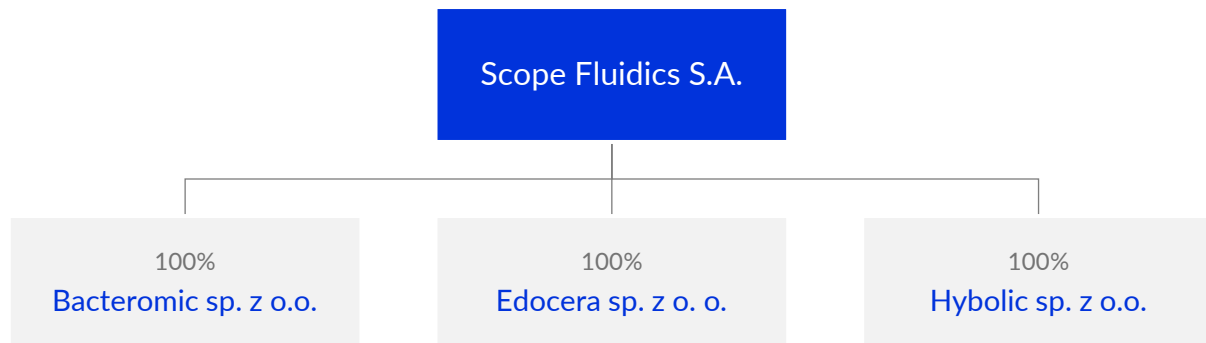 Scope Fluidics S.A.
100%
Bacteromic sp. z o.o.
100%
Edocera sp. z o. o.
100%
Hybolic sp. z o.o.